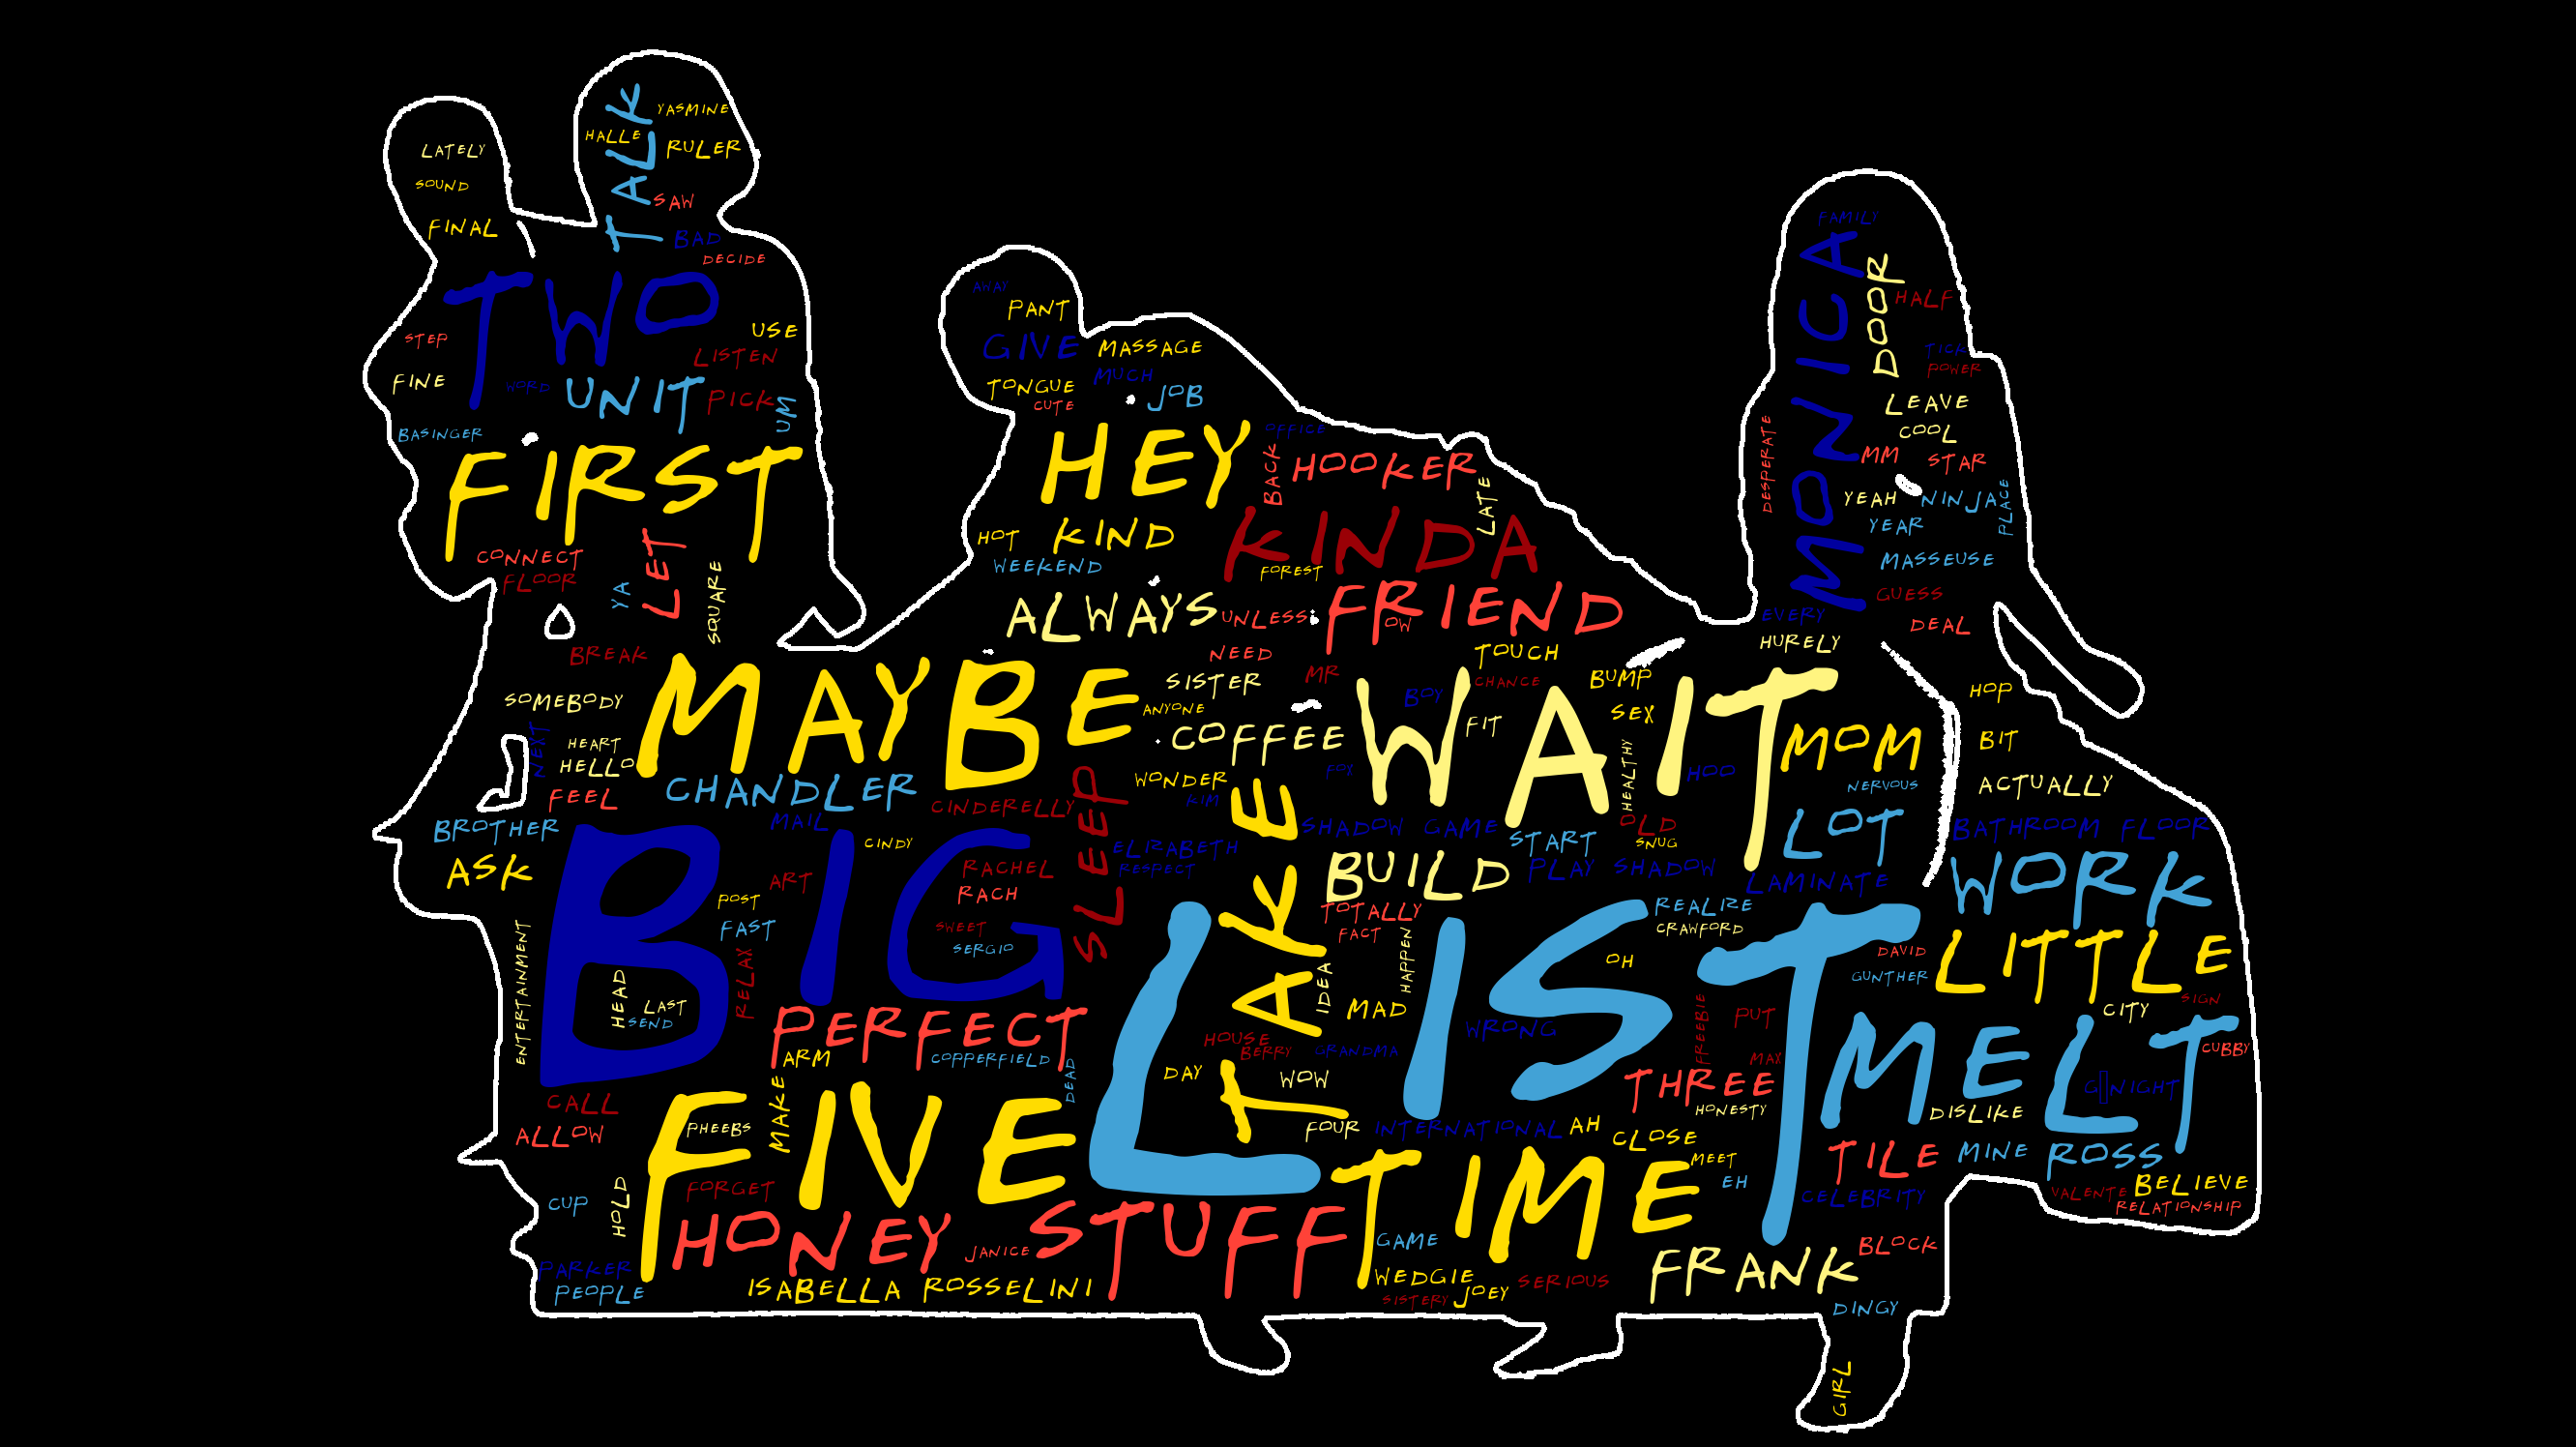 LATELY
SOUND
FINAL
TALK
YASMINE
HALLE
RULER
SAW
BAD
DECIDE
TWO
STEP
FINE
WORD
UNIT
USE
LISTEN
PICK
UM
BASINGER
FIRST
CONNECT
FLOOR
YA
LET
SQUARE
BREAK
AWAY
PANT
GIVE
MASSAGE
TONGUE
MUCH
CUTE
JOB
HEY
OFFICE
BACK
HOOKER
LATE
HOT
KIND
KINDA
WEEKEND
FOREST
ALWAYS
UNLESS
FRIEND
OW
NEED
MR
TOUCH
FAMILY
MONICA
DOOR
HALF
TICK
POWER
LEAVE
COOL
DESPERATE
MM
STAR
YEAH
NINJA
PLACE
YEAR
MASSEUSE
GUESS
EVERY
DEAL
HURELY
SOMEBODY
NEXT
HEART
HELLO
FEEL
MAYBE
SISTER
ANYONE
COFFEE
WAIT
BOY
CHANCE
FIT
BUMP
SEX
HEALTHY
HOO
MOM
HOP
BIT
NERVOUS
ACTUALLY
CHANDLER
CINDERELLY
SLEEP
WONDER
KIM
FOX
TAKE
SHADOW GAME
START
OLD
SNUG
LOT
BATHROOM FLOOR
BROTHER
ASK
BIG
MAIL
CINDY
ART
RACHEL
RACH
POST
FAST
SWEET
SERGIO
RELAX
ELIZABETH
RESPECT
BUILD
PLAY SHADOW
LAMINATE
WORK
TOTALLY
FACT
HAPPEN
REALIZE
CRAWFORD
OH
DAVID
GUNTHER
LITTLE
ENTERTAINMENT
HEAD
LAST
SEND
PERFECT
ARM
COPPERFIELD
DEAD
LIST
IDEA
MAD
WRONG
FREEBIE
PUT
MAY
CITY
SIGN
HOUSE
BERRY
GRANDMA
DAY
WOW
MELT
CUBBY
G▯NIGHT
DISLIKE
CALL
ALLOW
PHEEBS
MAKE
FIVE
FOUR
INTERNATIONAL
AH
THREE
HONESTY
CLOSE
MEET
EH
TILE
MINE
ROSS
CELEBRITY
VALENTE
BELIEVE
RELATIONSHIP
CUP
HOLD
FORGET
HONEY
JANICE
STUFF
TIME
GAME
WEDGIE
JOEY
SISTERY
SERIOUS
FRANK
BLOCK
PARKER
PEOPLE
ISABELLA ROSSELINI
DINGY
GIRL